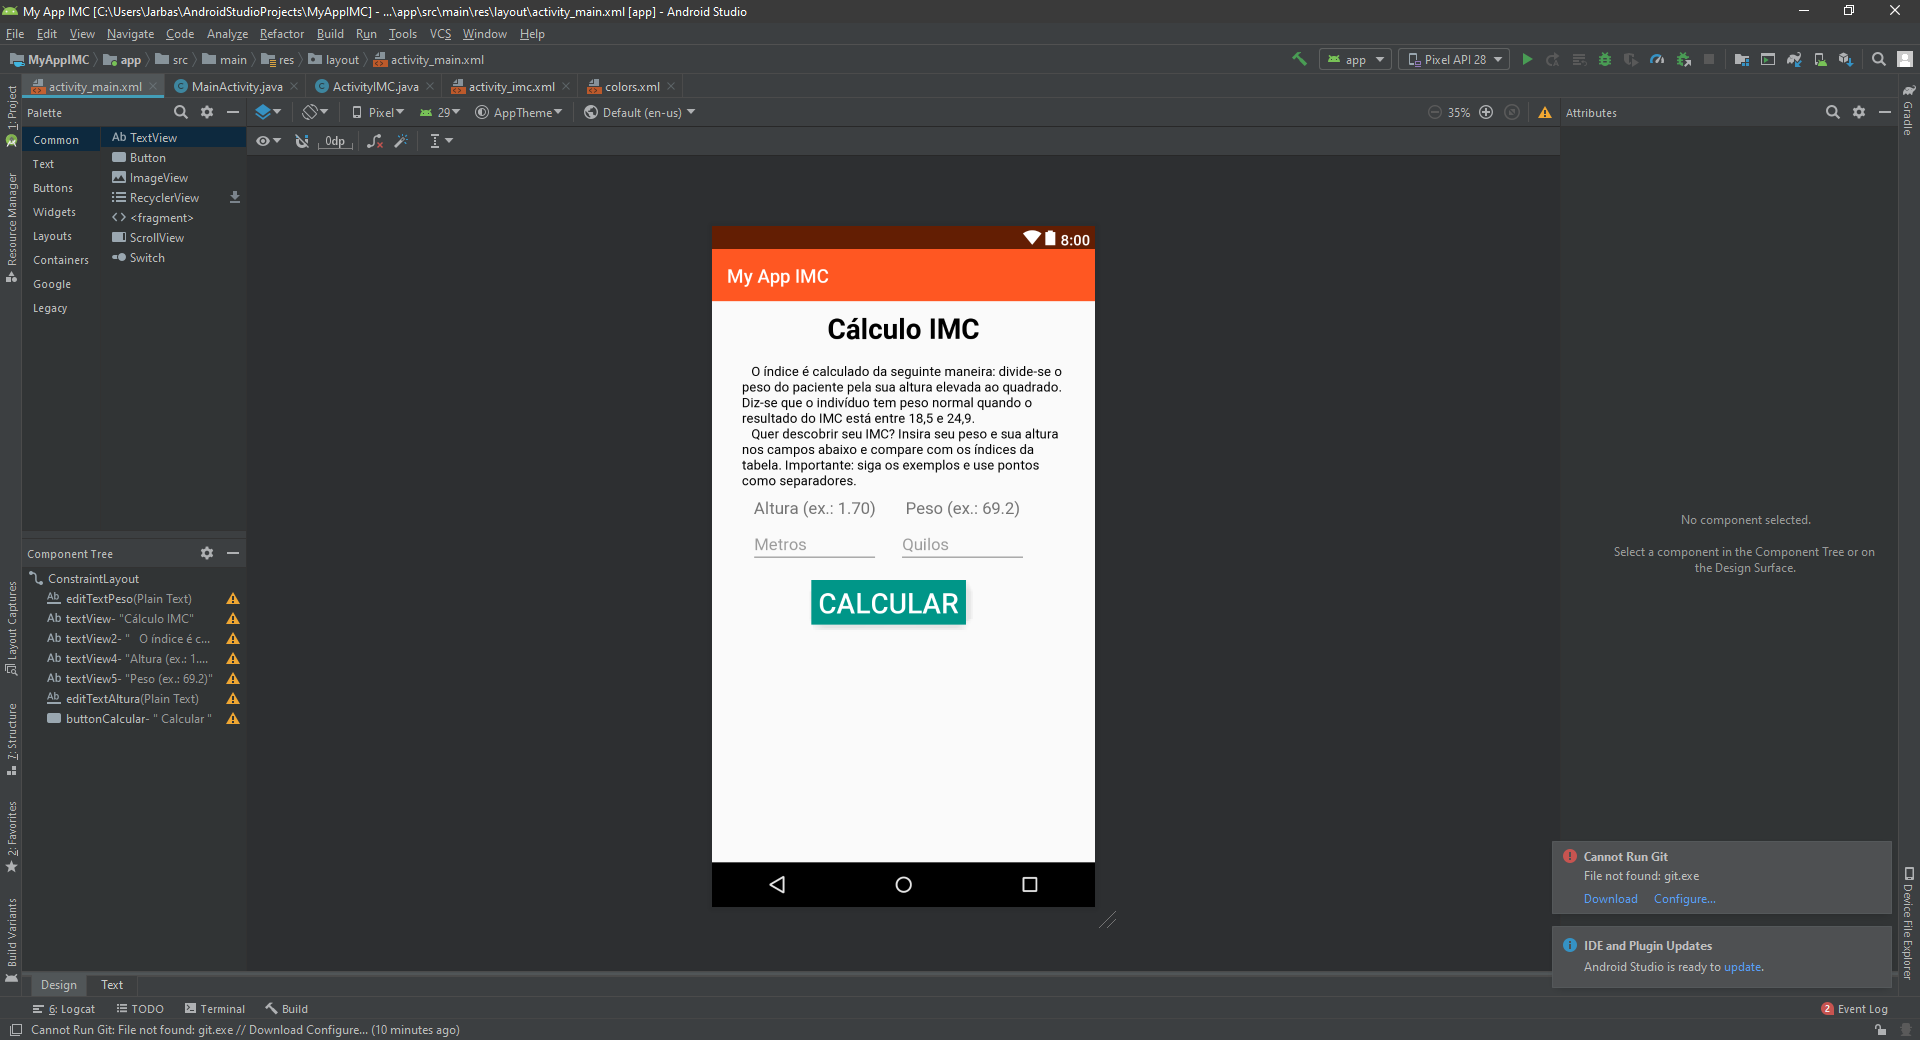 My App IMC [C:\Users\Jarbas\AndroidStudioProjects\MyAppIMC] - ...\app\src\main\res\layout\activity_main.xml [app] - Android Studio
File Edit View Navigate Code Analyze Refactor Build Run Tools VCS Window Help
MyAppIMC app src main res layout activity_main.xml
app Pixel API 28
activity_main.xml MainActivity.java ActivityIMC.java activity_imc.xml colors.xml
Palette
Pixel 29 AppTheme Default (en-us) 35%
Attributes
0dp
Common
Text
Buttons
Widgets
Layouts
Containers
Google
Legacy
Ab TextView
Button
ImageView
RecyclerView
<fragment>
ScrollView
Switch
1: Project
Resource Manager
Layout Captures
7: Structure
2: Favorites
Build Variants
Component Tree
ConstraintLayout
Ab editTextPeso(Plain Text)
Ab textView- "Cálculo IMC"
Ab textView2- " O índice é c...
Ab textView4- "Altura (ex.: 1....
Ab textView5- "Peso (ex.: 69.2)"
Ab editTextAltura(Plain Text)
buttonCalcular- " Calcular "
8:00
My App IMC
Cálculo IMC
O índice é calculado da seguinte maneira: divide-se o
peso do paciente pela sua altura elevada ao quadrado.
Diz-se que o indivíduo tem peso normal quando o
resultado do IMC está entre 18,5 e 24,9.
Quer descobrir seu IMC? Insira seu peso e sua altura
nos campos abaixo e compare com os índices da
tabela. Importante: siga os exemplos e use pontos
como separadores.
Altura (ex.: 1.70) Peso (ex.: 69.2)
Metros Quilos
CALCULAR
No component selected.
Select a component in the Component Tree or on
the Design Surface.
Gradle
Device File Explorer
Cannot Run Git
File not found: git.exe
Download Configure...
IDE and Plugin Updates
Android Studio is ready to update.
Design Text
6: Logcat TODO Terminal Build
2 Event Log
Cannot Run Git: File not found: git.exe // Download Configure... (10 minutes ago)